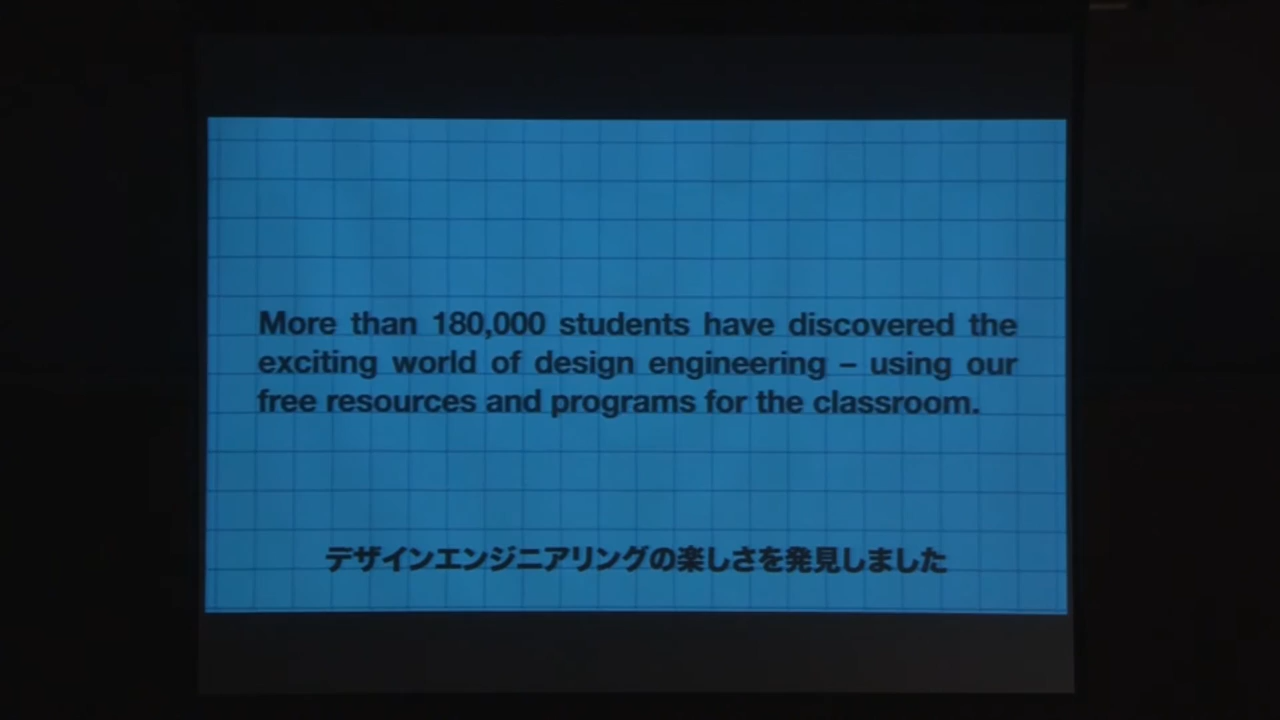 More than 180,000 students have discovered the
exciting world of design engineering – using our
free resources and programs for the classroom.
デザインエンジニアリングの楽しさを発見しました